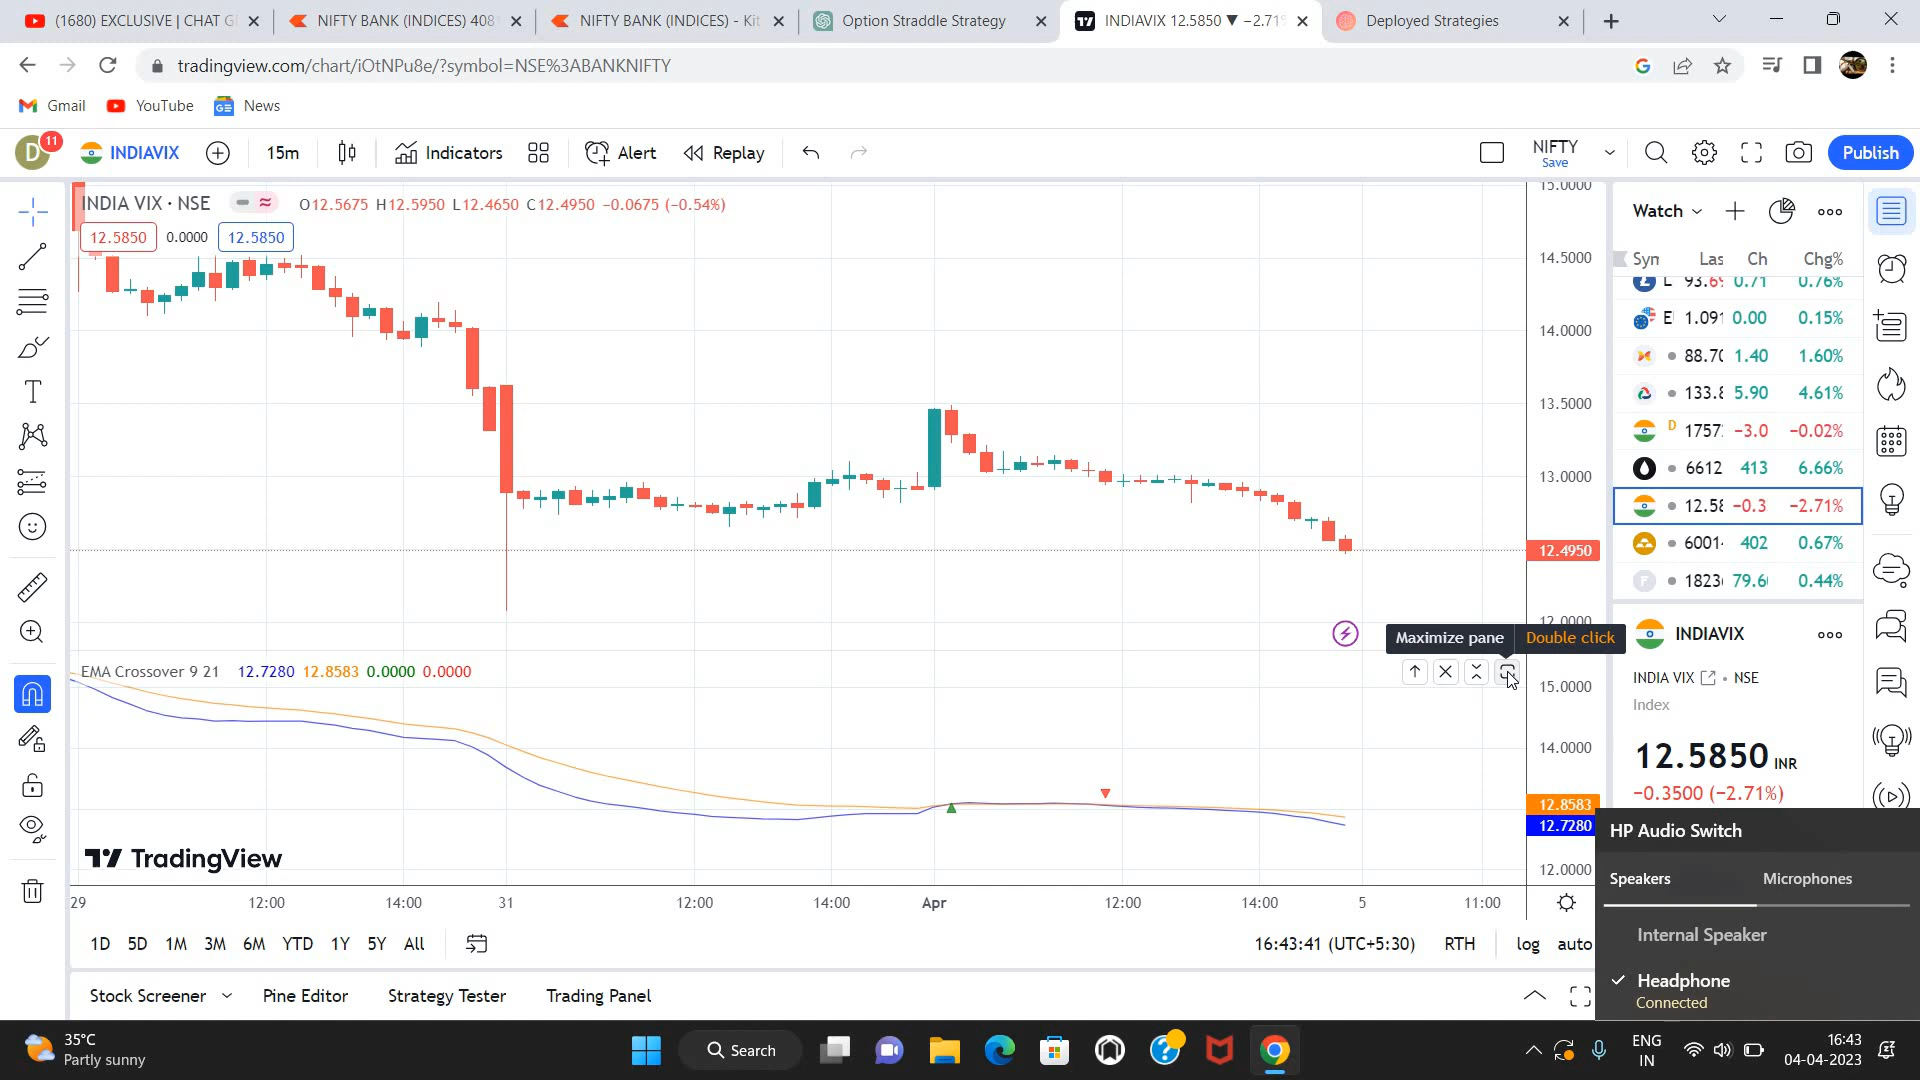 (1680) EXCLUSIVE | CHAT G
NIFTY BANK (INDICES) 408
NIFTY BANK (INDICES) - Kit
Option Straddle Strategy
INDIAVIX 12.5850 ▼ −2.71
Deployed Strategies
tradingview.com/chart/iOtNPu8e/?symbol=NSE%3ABANKNIFTY
Gmail
YouTube
News
D
11
INDIAVIX
15m
Indicators
Alert
Replay
NIFTY
Save
Publish
INDIA VIX · NSE
O12.5675 H12.5950 L12.4650 C12.4950 −0.0675 (−0.54%)
12.5850
0.0000
12.5850
15.0000
14.5000
14.0000
13.5000
13.0000
12.4950
12.0000
Maximize pane
Double click
EMA Crossover 9 21 12.7280 12.8583 0.0000 0.0000
15.0000
14.0000
12.8583
12.7280
12.0000
TradingView
29
12:00
14:00
31
12:00
14:00
Apr
12:00
14:00
5
11:00
1D 5D 1M 3M 6M YTD 1Y 5Y All
16:43:41 (UTC+5:30)
RTH
log
auto
Stock Screener
Pine Editor
Strategy Tester
Trading Panel
Watch
Las Ch Chg%
0.71 0.76%
1.091 0.00 0.15%
88.70 1.40 1.60%
5.90 4.61%
D 1757 −3.0 −0.02%
6612 413 6.66%
12.58 −0.3 −2.71%
6001 402 0.67%
F 1823 79.6 0.44%
INDIAVIX
INDIA VIX • NSE
Index
12.5850 INR
−0.3500 (−2.71%)
HP Audio Switch
Speakers
Microphones
Internal Speaker
Headphone
Connected
35°C
Partly sunny
Search
ENG
IN
16:43
04-04-2023